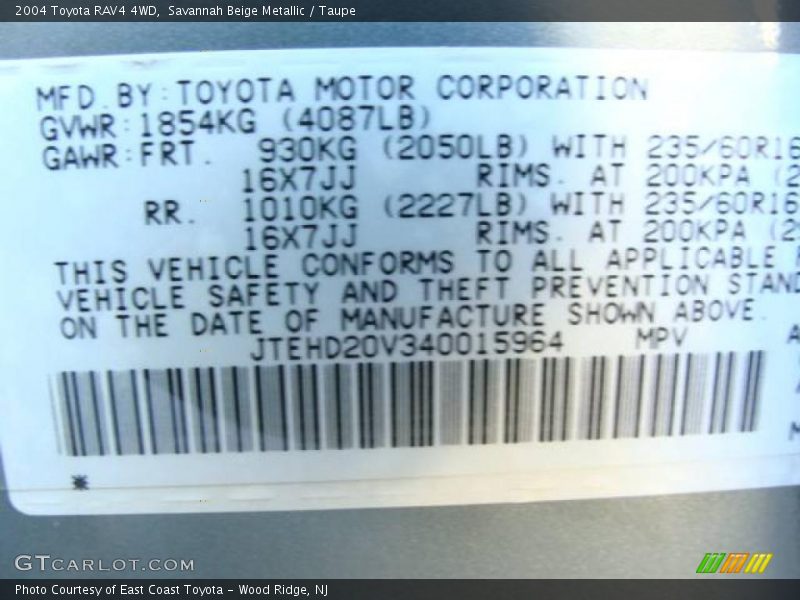 2004 Toyota RAV4 4WD, Savannah Beige Metallic / Taupe
MFD.BY:TOYOTA MOTOR CORPORATION
GVWR:1854KG (4087LB)
GAWR:FRT. 930KG (2050LB) WITH 235/60R16
16X7JJ RIMS. AT 200KPA (2
RR. 1010KG (2227LB) WITH 235/60R16
16X7JJ RIMS. AT 200KPA (2
THIS VEHICLE CONFORMS TO ALL APPLICABLE
VEHICLE SAFETY AND THEFT PREVENTION STAND
ON THE DATE OF MANUFACTURE SHOWN ABOVE.
JTEHD20V340015964 MPV
GTCARLOT.COM
Photo Courtesy of East Coast Toyota - Wood Ridge, NJ